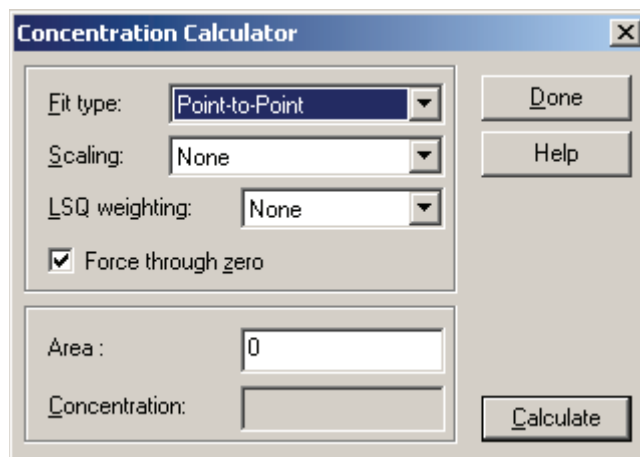 Concentration Calculator
Fit type: Point-to-Point
Done
Scaling: None
Help
LSQ weighting: None
Force through zero
Area : 0
Concentration:
Calculate